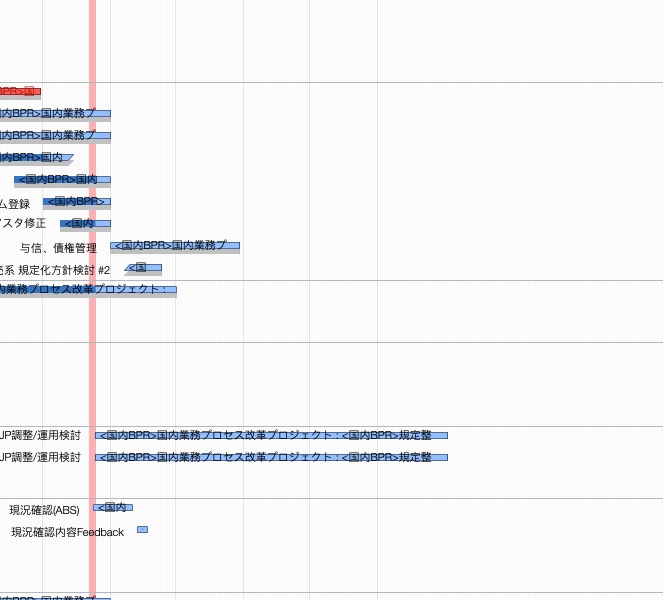 BPR>国
内BPR>国内業務プ
内BPR>国内業務プ
内BPR>国内
<国内BPR>国内
ム登録 <国内BPR>
マスタ修正 <国内
与信、債権管理 <国内BPR>国内業務プ
系 規定化方針検討 #2 <国
内業務プロセス改革プロジェクト :
JP調整/運用検討 <国内BPR>国内業務プロセス改革プロジェクト : <国内BPR>規定整
JP調整/運用検討 <国内BPR>国内業務プロセス改革プロジェクト : <国内BPR>規定整
現況確認(ABS) <国内
現況確認内容Feedback